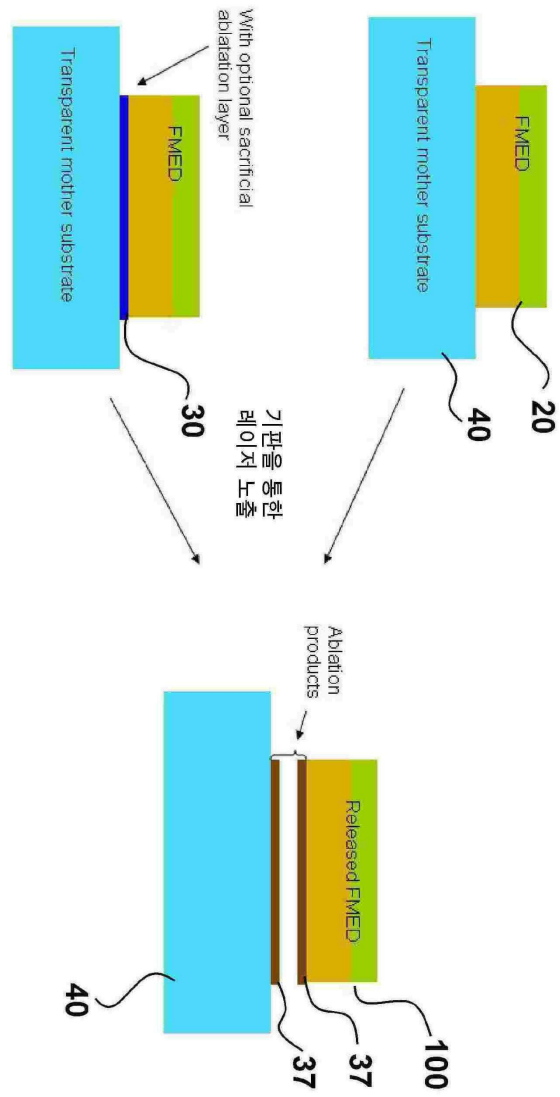 FMED
20
Transparent mother substrate
40
With optional sacrificial
ablatation layer
FMED
30
Transparent mother substrate
기판을 통한
레이저 노출
Ablation
products
Released FMED
100
37
37
40